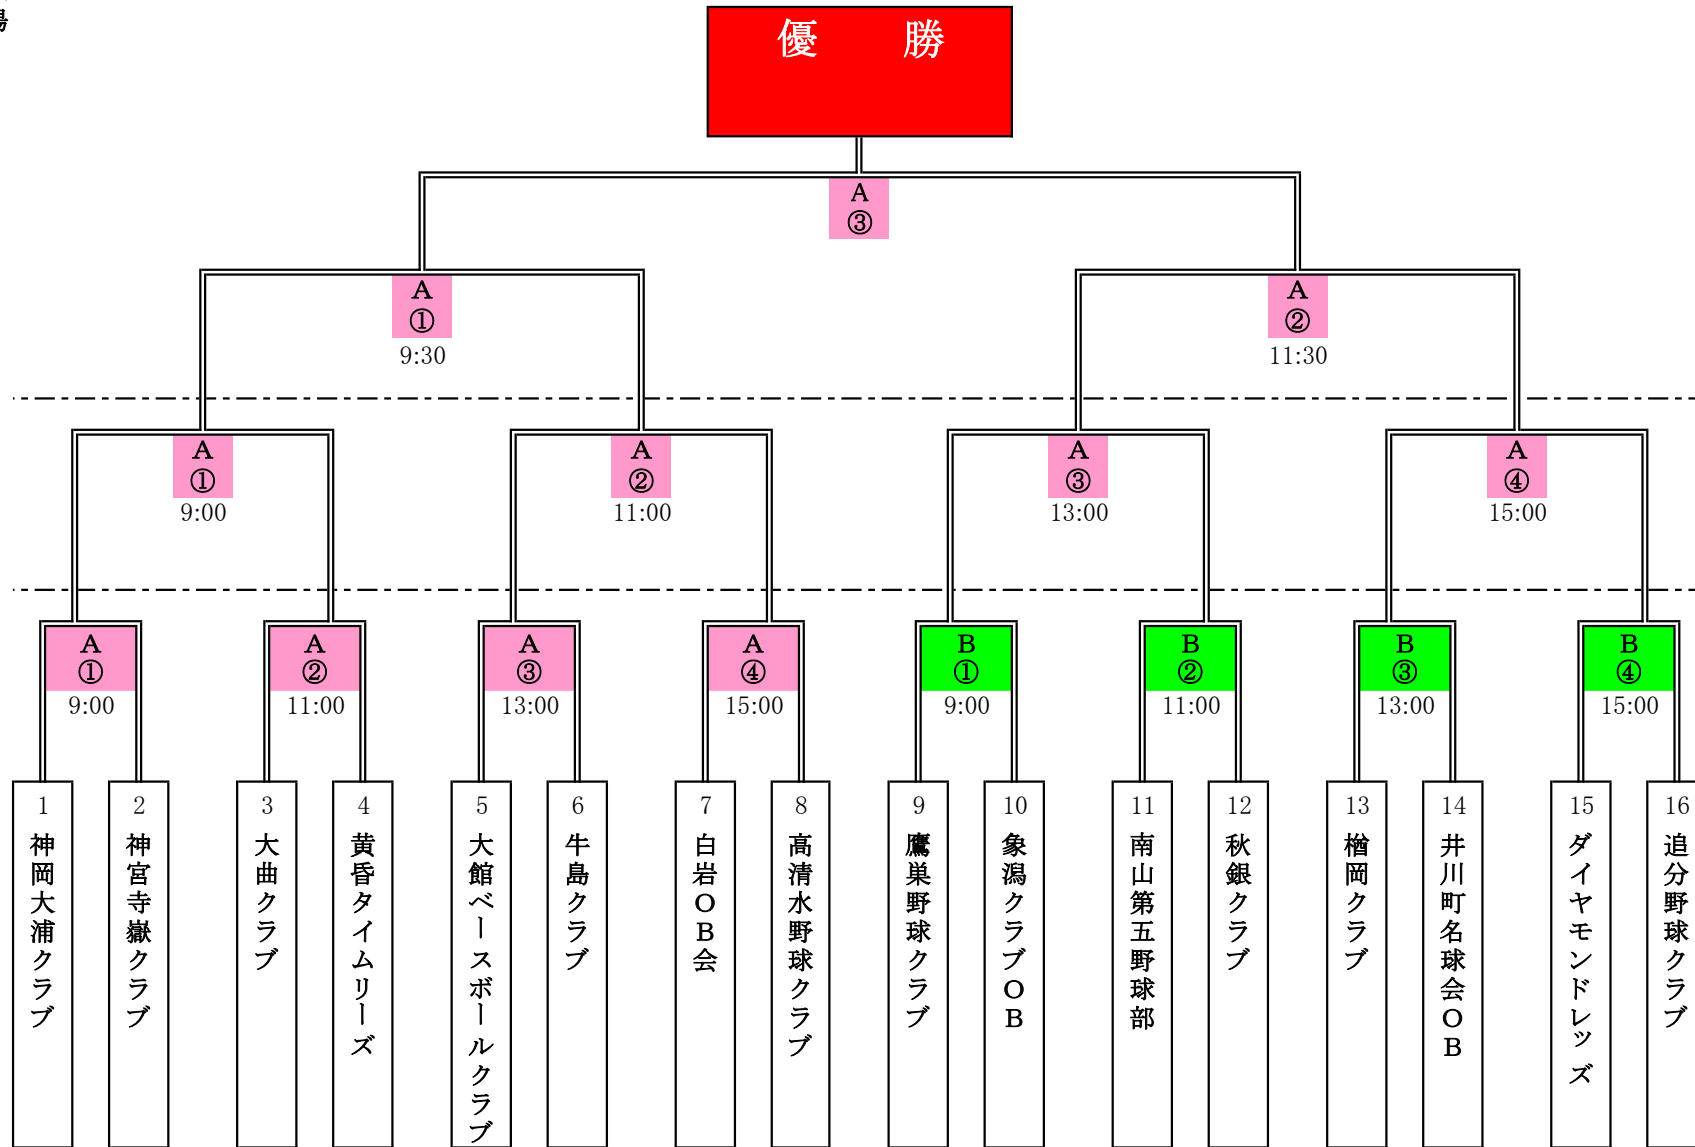 場
優　勝
A
③
A
①
9:30
A
②
11:30
A
①
9:00
A
②
11:00
A
③
13:00
A
④
15:00
A
①
9:00
A
②
11:00
A
③
13:00
A
④
15:00
B
①
9:00
B
②
11:00
B
③
13:00
B
④
15:00
1
神岡大浦クラブ
2
神宮寺嶽クラブ
3
大曲クラブ
4
黄昏タイムリーズ
5
大館ベースボールクラブ
6
牛島クラブ
7
白岩OB会
8
高清水野球クラブ
9
鷹巣野球クラブ
10
象潟クラブOB
11
南山第五野球部
12
秋銀クラブ
13
楢岡クラブ
14
井川町名球会OB
15
ダイヤモンドレッズ
16
追分野球クラブ